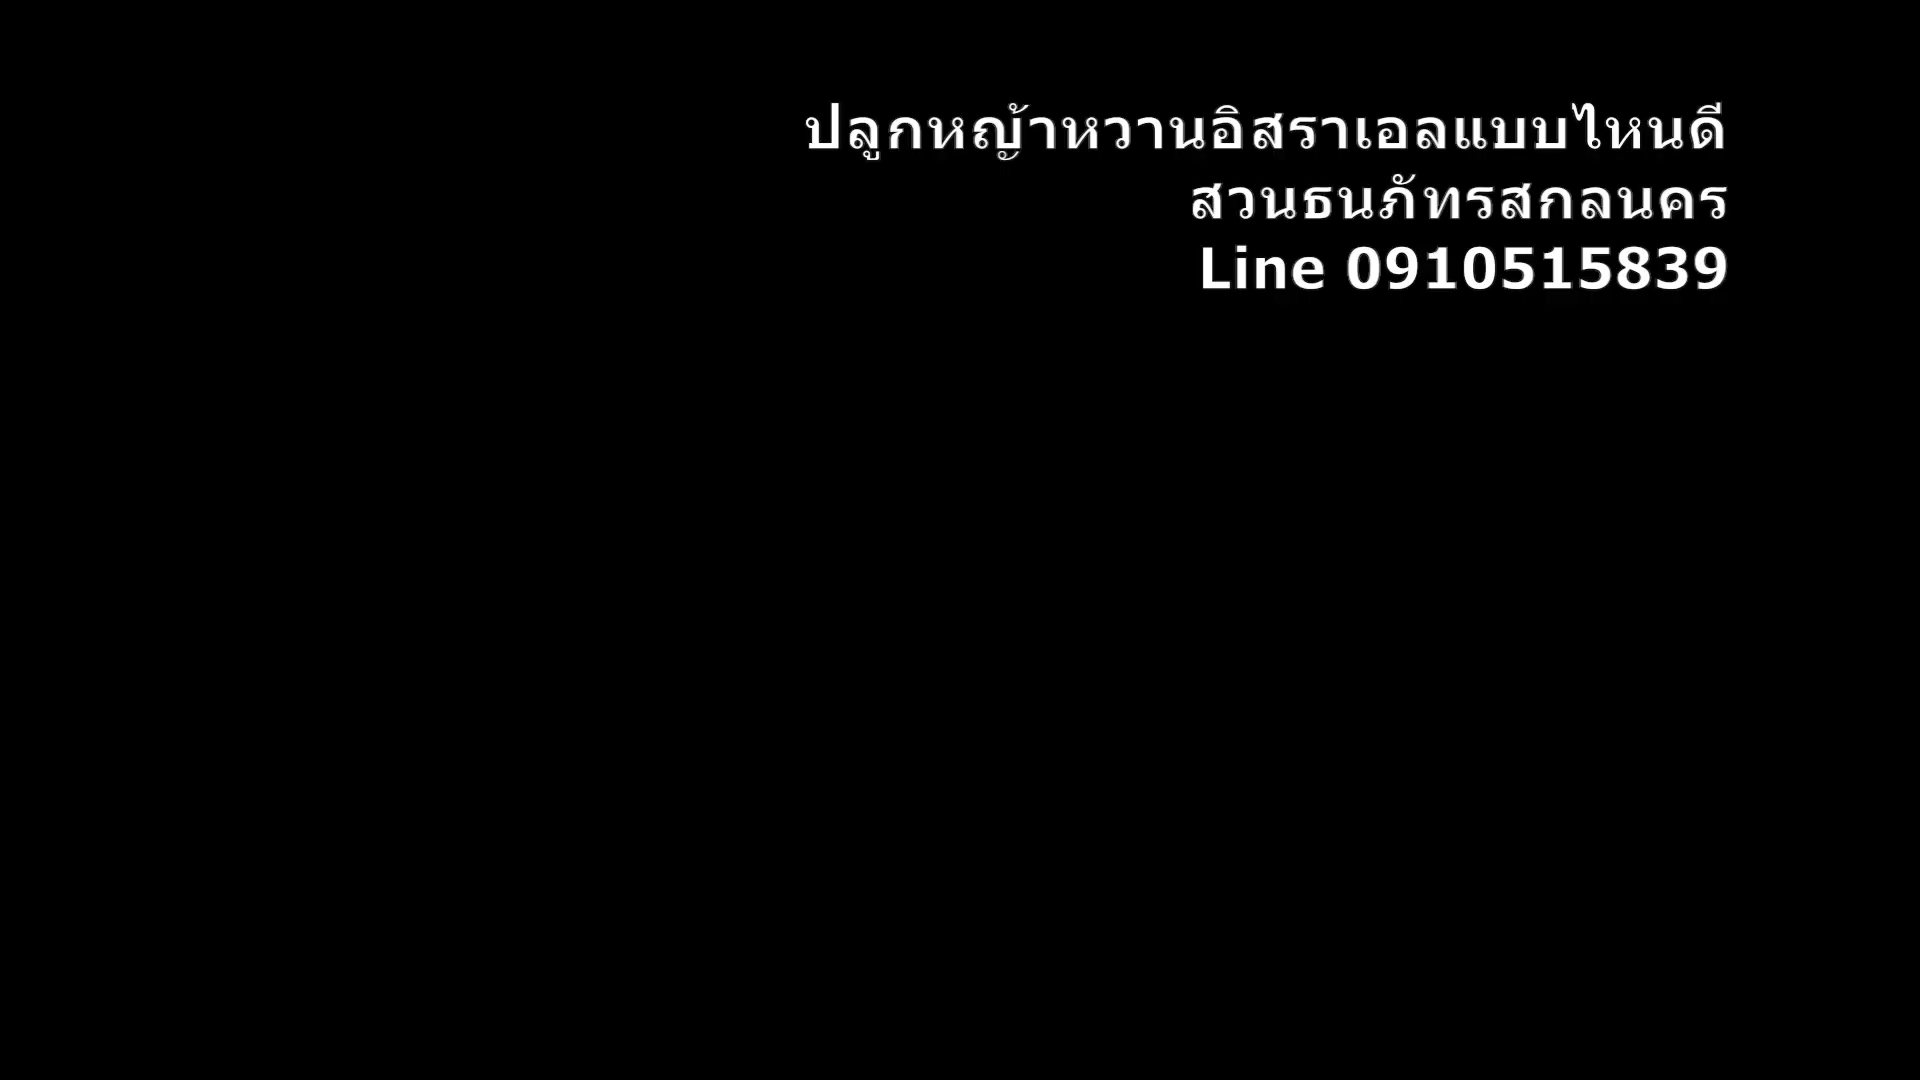 ปลูกหญ้าหวานอิสราเอลแบบไหนดี
สวนธนภัทรสกลนคร
Line 0910515839